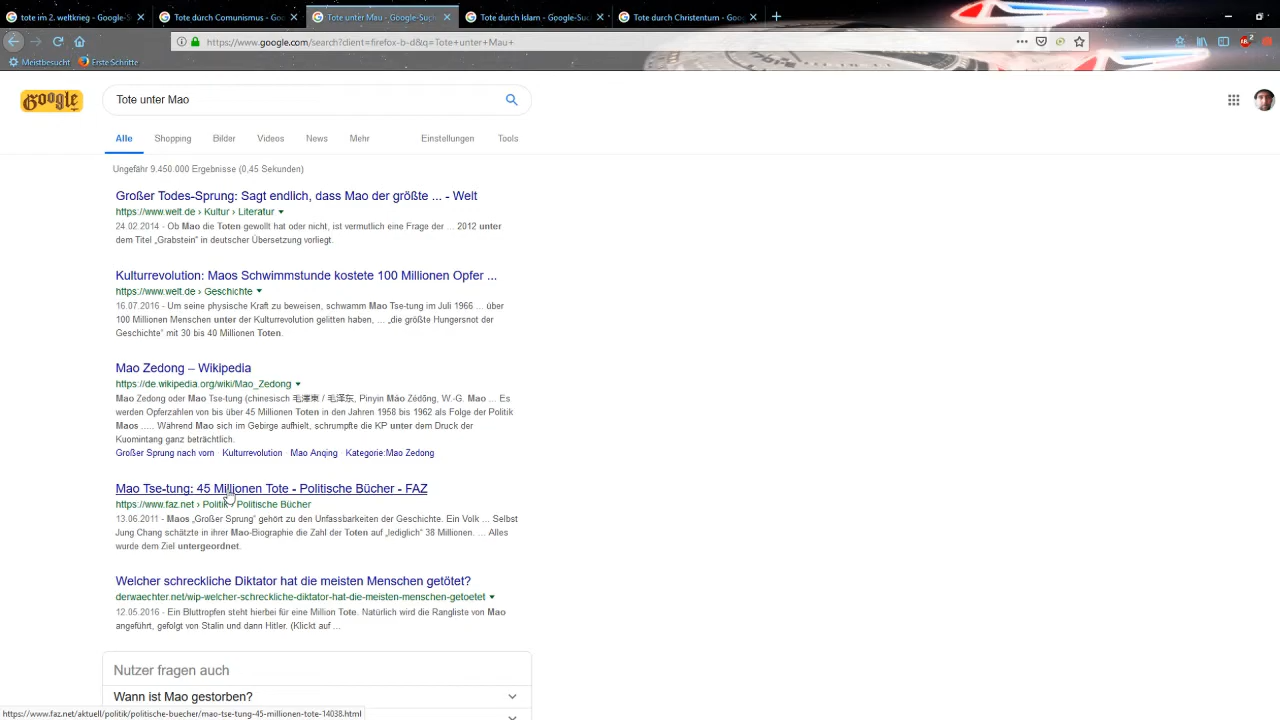 tote im 2. weltkrieg - Google-S
Tote dürch Comunismus - Goo
Tote unter Mau - Google-Suche
Tote durch Islam - Google-Suc
Tote durch Christentum - Goo
https://www.google.com/search?client=firefox-b-d&q=Tote+unter+Mau+
Meistbesucht
Erste Schritte
Google
Tote unter Mao
Alle Shopping Bilder Videos News Mehr Einstellungen Tools
Ungefähr 9.450.000 Ergebnisse (0,45 Sekunden)
Großer Todes-Sprung: Sagt endlich, dass Mao der größte ... - Welt
https://www.welt.de › Kultur › Literatur
24.02.2014 - Ob Mao die Toten gewollt hat oder nicht, ist vermutlich eine Frage der ... 2012 unter
dem Titel „Grabstein“ in deutscher Übersetzung vorliegt.
Kulturrevolution: Maos Schwimmstunde kostete 100 Millionen Opfer ...
https://www.welt.de › Geschichte
16.07.2016 - Um seine physische Kraft zu beweisen, schwamm Mao Tse-tung im Juli 1966 ... über
100 Millionen Menschen unter der Kulturrevolution gelitten haben, ... „die größte Hungersnot der
Geschichte“ mit 30 bis 40 Millionen Toten.
Mao Zedong – Wikipedia
https://de.wikipedia.org/wiki/Mao_Zedong
Mao Zedong oder Mao Tse-tung (chinesisch 毛澤東 / 毛泽东, Pinyin Máo Zédōng, W.-G. Mao ... Es
werden Opferzahlen von bis über 45 Millionen Toten in den Jahren 1958 bis 1962 als Folge der Politik
Maos ..... Während Mao sich im Gebirge aufhielt, schrumpfte die KP unter dem Druck der
Kuomintang ganz beträchtlich.
Großer Sprung nach vorn · Kulturrevolution · Mao Anqing · Kategorie:Mao Zedong
Mao Tse-tung: 45 Millionen Tote - Politische Bücher - FAZ
https://www.faz.net › Politik › Politische Bücher
13.06.2011 - Maos „Großer Sprung“ gehört zu den Unfassbarkeiten der Geschichte. Ein Volk ... Selbst
Jung Chang schätzte in ihrer Mao-Biographie die Zahl der Toten auf „lediglich“ 38 Millionen. ... Alles
wurde dem Ziel untergeordnet.
Welcher schreckliche Diktator hat die meisten Menschen getötet?
derwaechter.net/wip-welcher-schreckliche-diktator-hat-die-meisten-menschen-getoetet
12.05.2016 - Ein Bluttropfen steht hierbei für eine Million Tote. Natürlich wird die Rangliste von Mao
angeführt, gefolgt von Stalin und dann Hitler. (Klickt auf ...
Nutzer fragen auch
Wann ist Mao gestorben?
https://www.faz.net/aktuell/politik/politische-buecher/mao-tse-tung-45-millionen-tote-14038.html